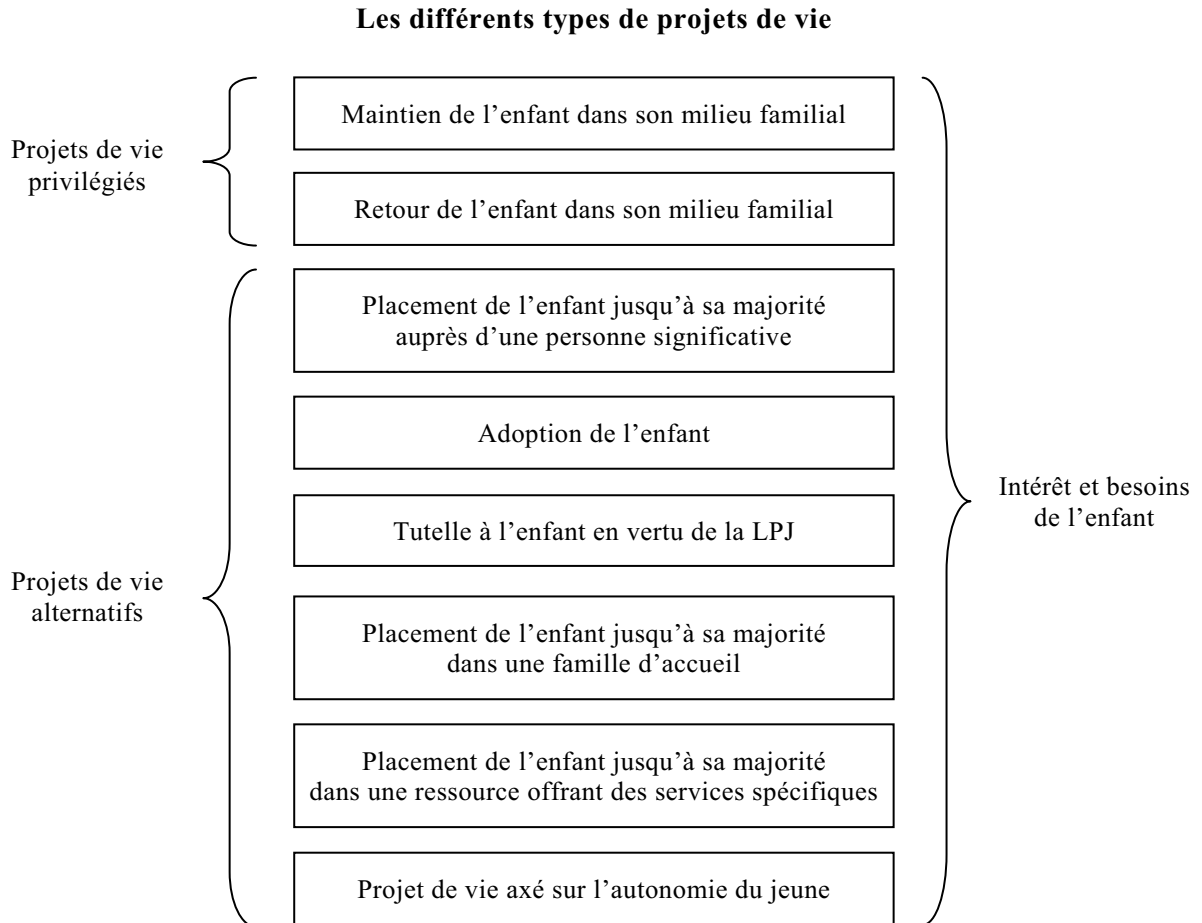 Les différents types de projets de vie
Projets de vie
privilégiés
Maintien de l’enfant dans son milieu familial
Retour de l’enfant dans son milieu familial
Projets de vie
alternatifs
Placement de l’enfant jusqu’à sa majorité
auprès d’une personne significative
Adoption de l’enfant
Tutelle à l’enfant en vertu de la LPJ
Placement de l’enfant jusqu’à sa majorité
dans une famille d’accueil
Placement de l’enfant jusqu’à sa majorité
dans une ressource offrant des services spécifiques
Projet de vie axé sur l’autonomie du jeune
Intérêt et besoins
de l’enfant